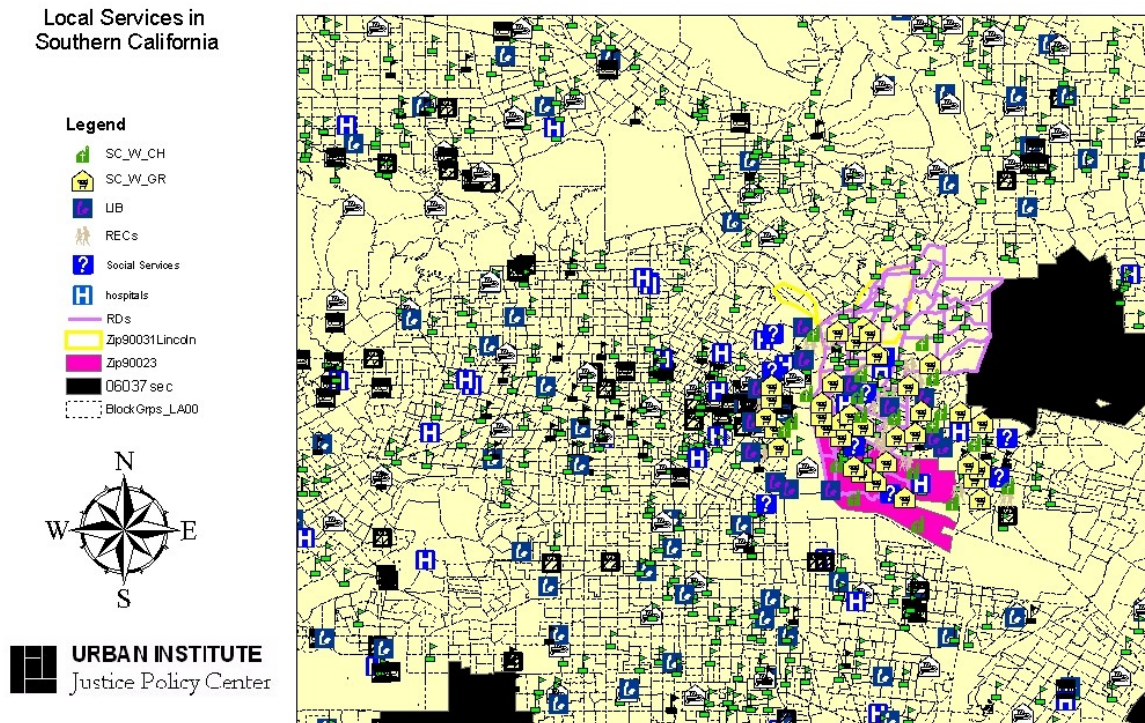 Local Services in
Southern California
Legend
SC_W_CH
SC_W_GR
LIB
RECs
? Social Services
H hospitals
RDs
Zip90031Lincoln
Zip90023
06037sec
BlockGrps_LA00
N
W E
S
URBAN INSTITUTE
Justice Policy Center